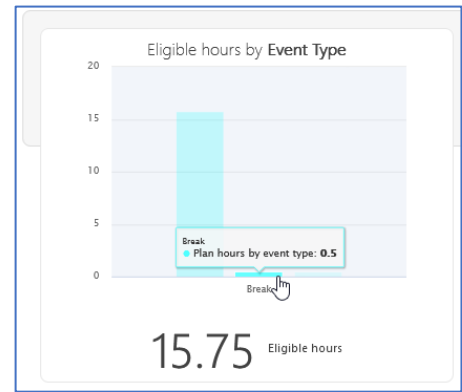 Eligible hours by Event Type
20
15
10
5
0
Break
Plan hours by event type: 0.5
Break
15.75 Eligible hours